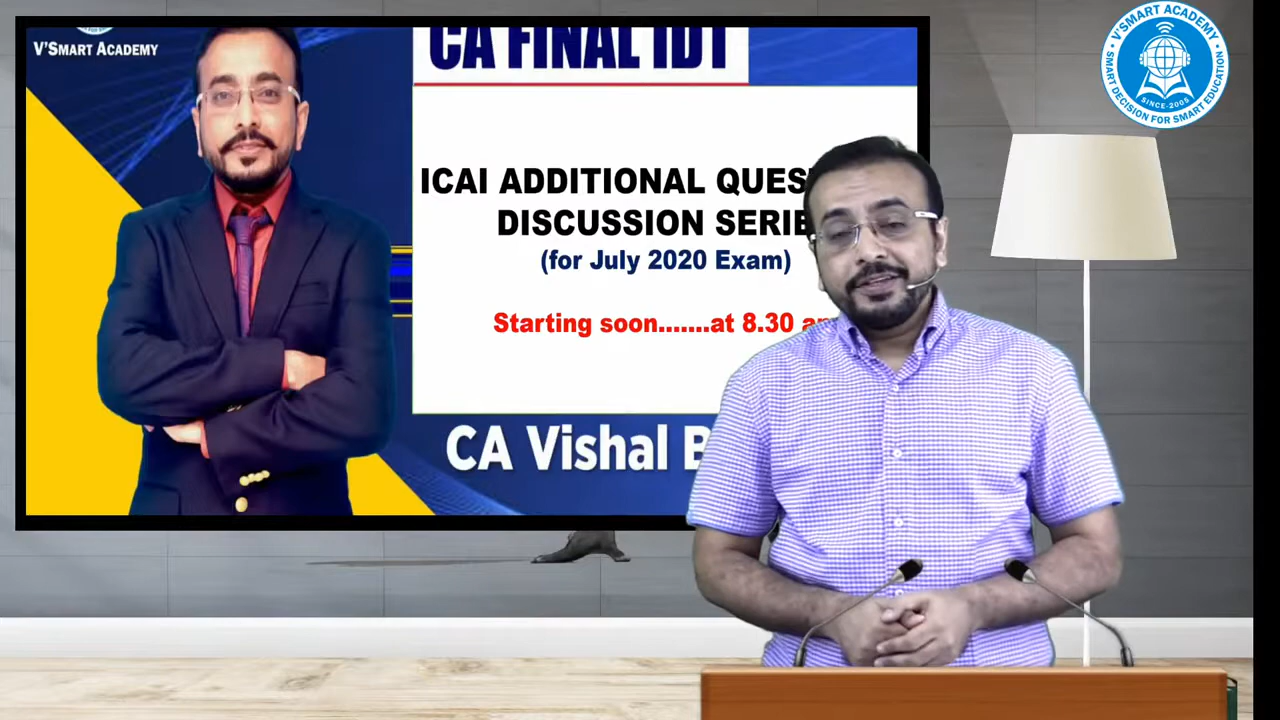 V'SMART ACADEMY
CA FINAL IDT
ICAI ADDITIONAL QUES
DISCUSSION SERIE
(for July 2020 Exam)
Starting soon.......at 8.30 am
CA Vishal B
V'SMART ACADEMY
SMART DECISION FOR SMART EDUCATION
SINCE-2005